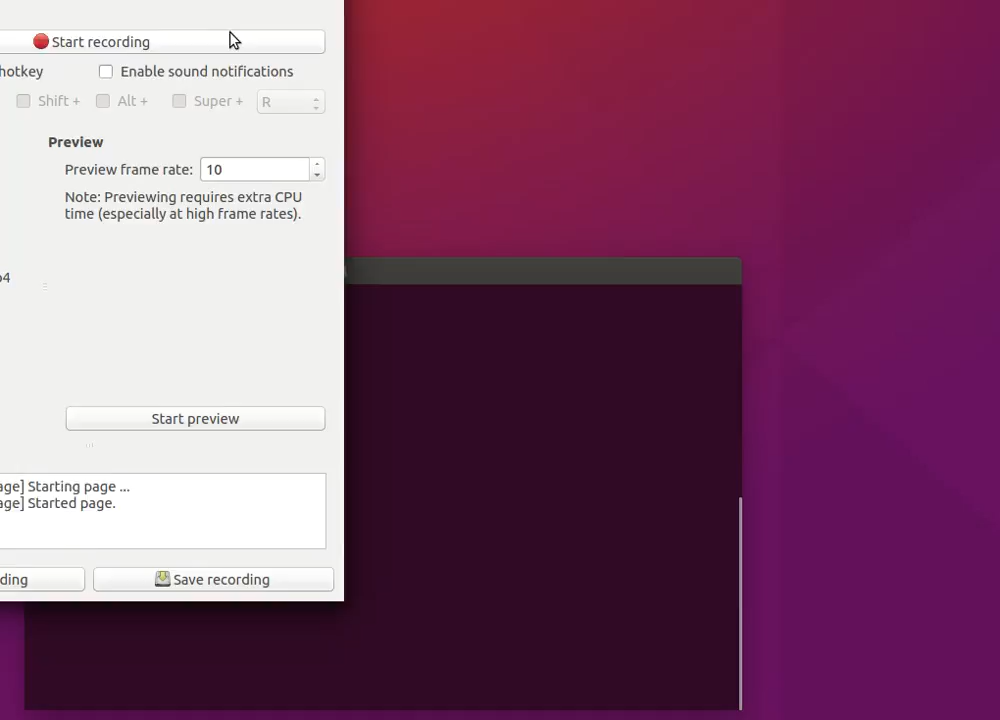 Start recording
hotkey Enable sound notifications
Shift + Alt + Super + R
Preview
Preview frame rate: 10
Note: Previewing requires extra CPU
time (especially at high frame rates).
p4
age] Starting page ...
age] Started page.
Start preview
ding Save recording